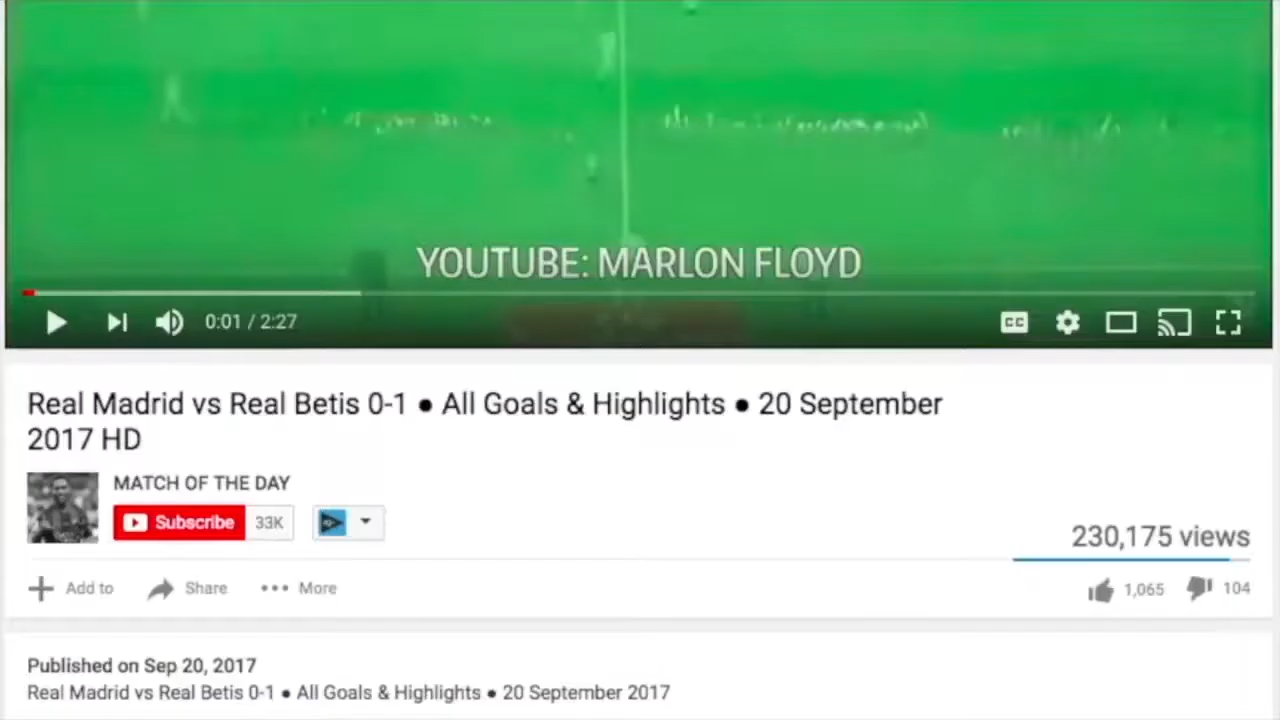 YOUTUBE: MARLON FLOYD
0:01 / 2:27
CC
Real Madrid vs Real Betis 0-1 ● All Goals & Highlights ● 20 September
2017 HD
MATCH OF THE DAY
Subscribe 33K
230,175 views
Add to Share ••• More 1,065 104
Published on Sep 20, 2017
Real Madrid vs Real Betis 0-1 ● All Goals & Highlights ● 20 September 2017